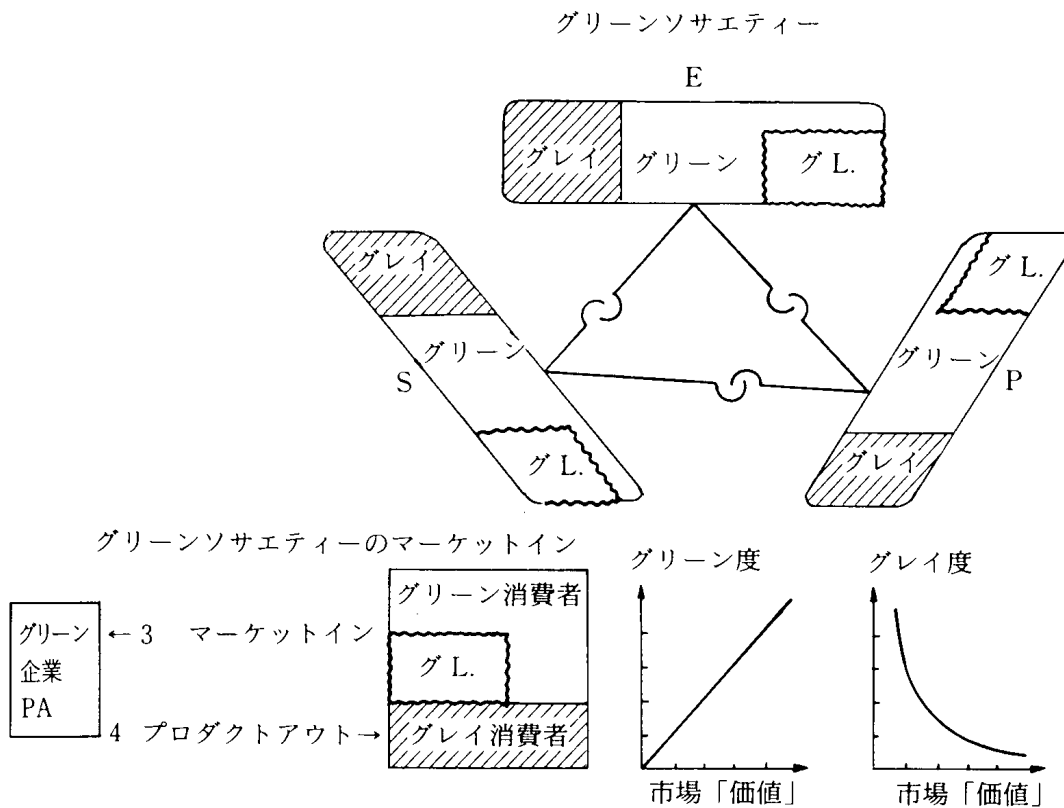 グリーンソサエティー
E
グレイ グリーン グL.
グレイ
グリーン
S
グL.
グL.
グリーン
P
グレイ
グリーンソサエティーのマーケットイン
グリーン
企業
PA
←3 マーケットイン
4 プロダクトアウト→
グリーン消費者
グL.
グレイ消費者
グリーン度
市場「価値」
グレイ度
市場「価値」